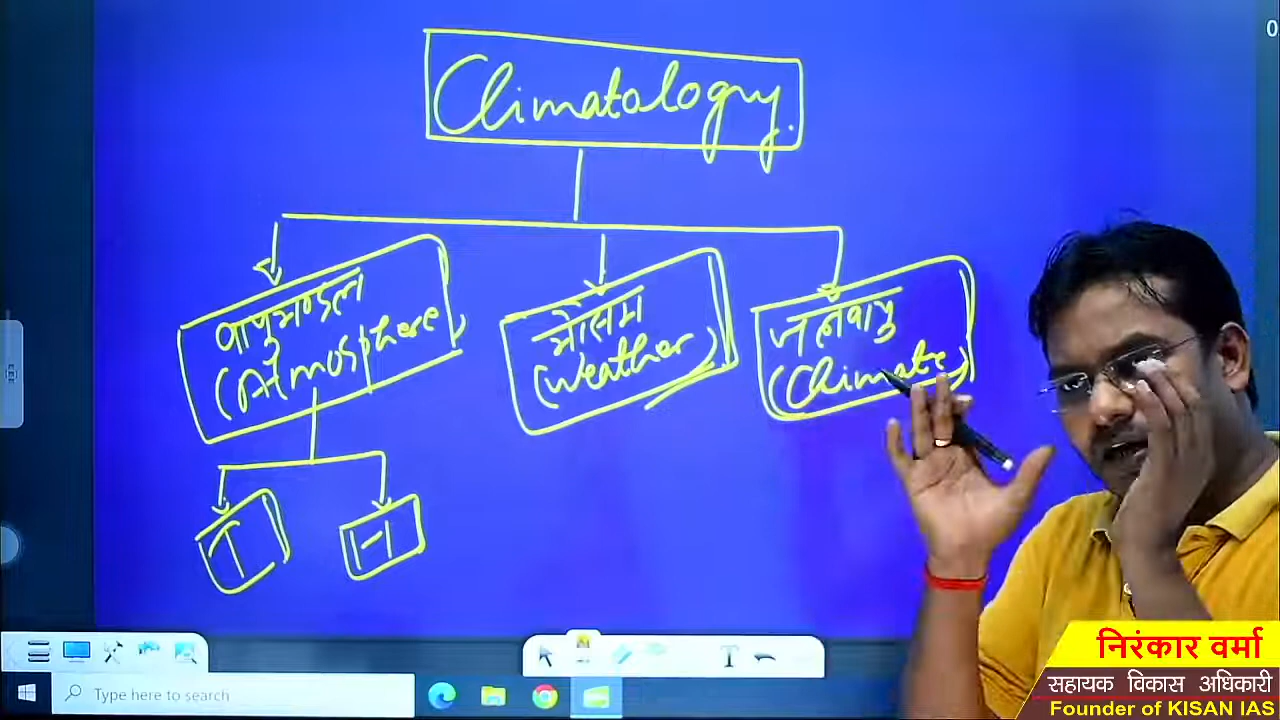 Climatology.
वायुमण्डल
(Atmosphere)
मौसम
(Weather)
जलवायु
(Climate)
T
Type here to search
T
निरंकार वर्मा
सहायक विकास अधिकारी
Founder of KISAN IAS